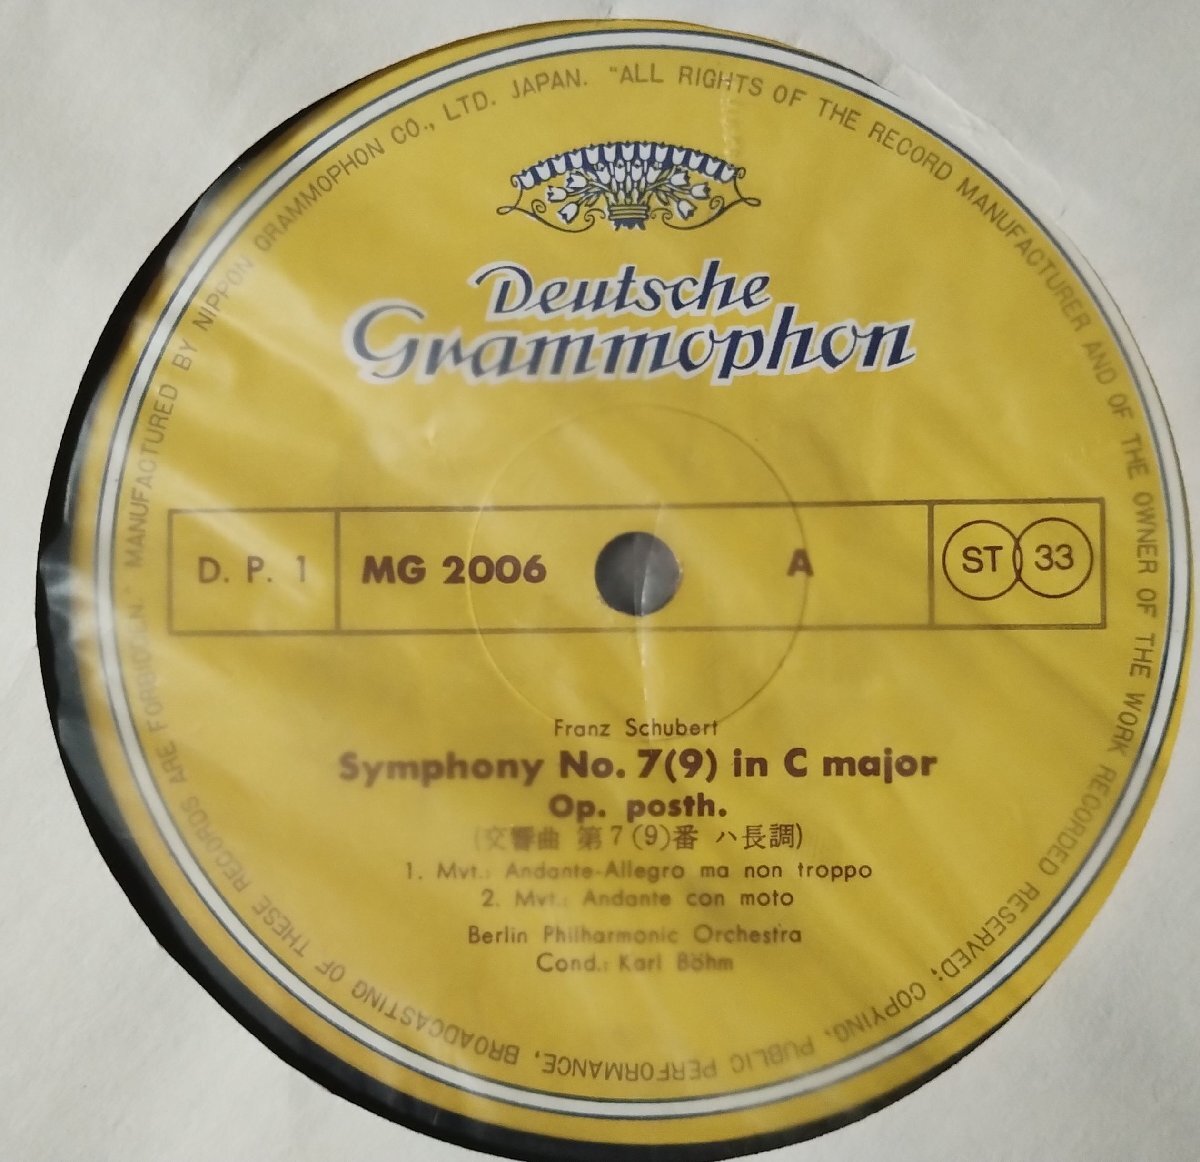 MANUFACTURED BY NIPPON GRAMMOPHON CO., LTD. JAPAN. "ALL RIGHTS OF THE RECORD MANUFACTURER AND OF THE OWNER OF THE WORK RECORDED RESERVED; COPYING, PUBLIC PERFORMANCE, BROADCASTING OF THESE RECORDS ARE FORBIDDEN."
Deutsche
Grammophon
D. P. 1 MG 2006 A ST 33
Franz Schubert
Symphony No. 7(9) in C major
Op. posth.
(交響曲 第7(9)番 ハ長調)
1. Mvt.: Andante-Allegro ma non troppo
2. Mvt.: Andante con moto
Berlin Philharmonic Orchestra
Cond.: Karl Böhm